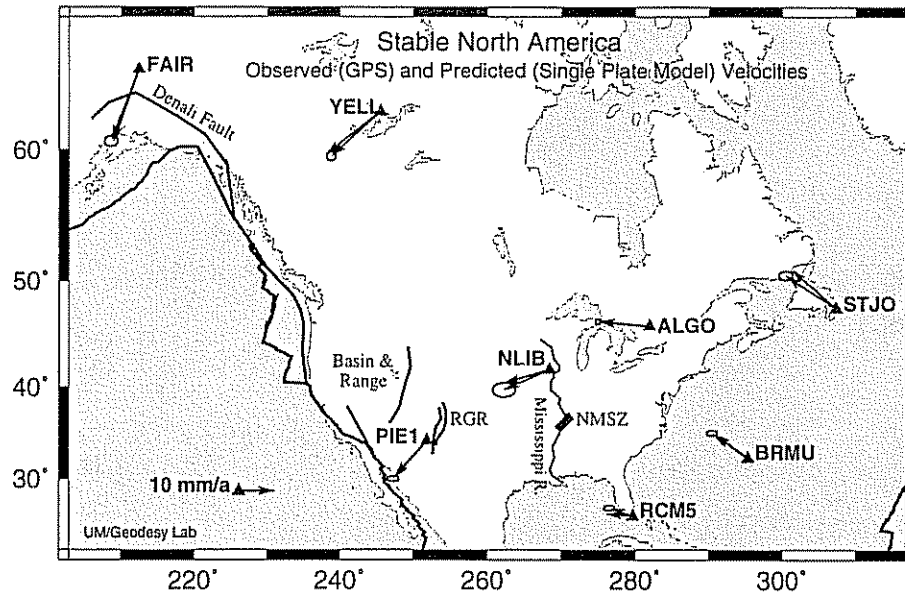 Stable North America
Observed (GPS) and Predicted (Single Plate Model) Velocities
FAIR
Denali Fault
YELL
60°
50°
STJO
ALGO
NLIB
Basin &
Range
RGR
Mississippi R.
NMSZ
PIE1
40°
BRMU
30°
10 mm/a
RCM5
UM/Geodesy Lab
220°
240°
260°
280°
300°